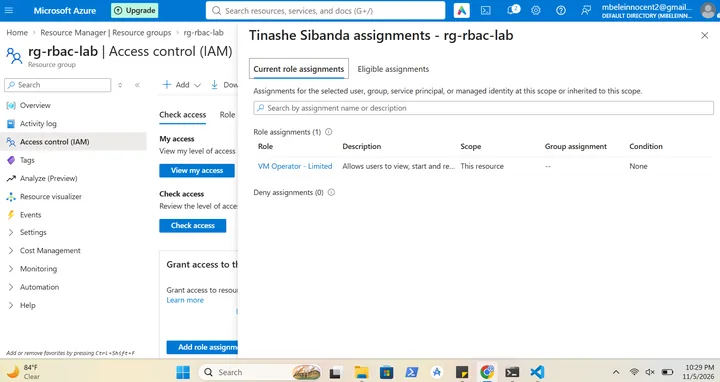 Microsoft Azure
Upgrade
Search resources, services, and docs (G+/)
2
mbeleinnocent2@gmail....
DEFAULT DIRECTORY (MBELEINNOC...
Home > Resource Manager | Resource groups > rg-rbac-lab
rg-rbac-lab | Access control (IAM)
Resource group
Search
Overview
Activity log
Access control (IAM)
Tags
Analyze (Preview)
Resource visualizer
Events
Settings
Cost Management
Monitoring
Automation
Help
Add or remove favorites by pressing Ctrl+Shift+F
Add
Dow
Check access
Role
My access
View my level of acces
View my access
Check access
Review the level of acces
Check access
Grant access to th
Grant access to resou
Learn more
Add role assignm
Tinashe Sibanda assignments - rg-rbac-lab
Current role assignments
Eligible assignments
Assignments for the selected user, group, service principal, or managed identity at this scope or inherited to this scope.
Search by assignment name or description
Role assignments (1)
Role Description Scope Group assignment Condition
VM Operator - Limited Allows users to view, start and re... This resource -- None
Deny assignments (0)
84°F
Clear
Search
10:29 PM
11/5/2026